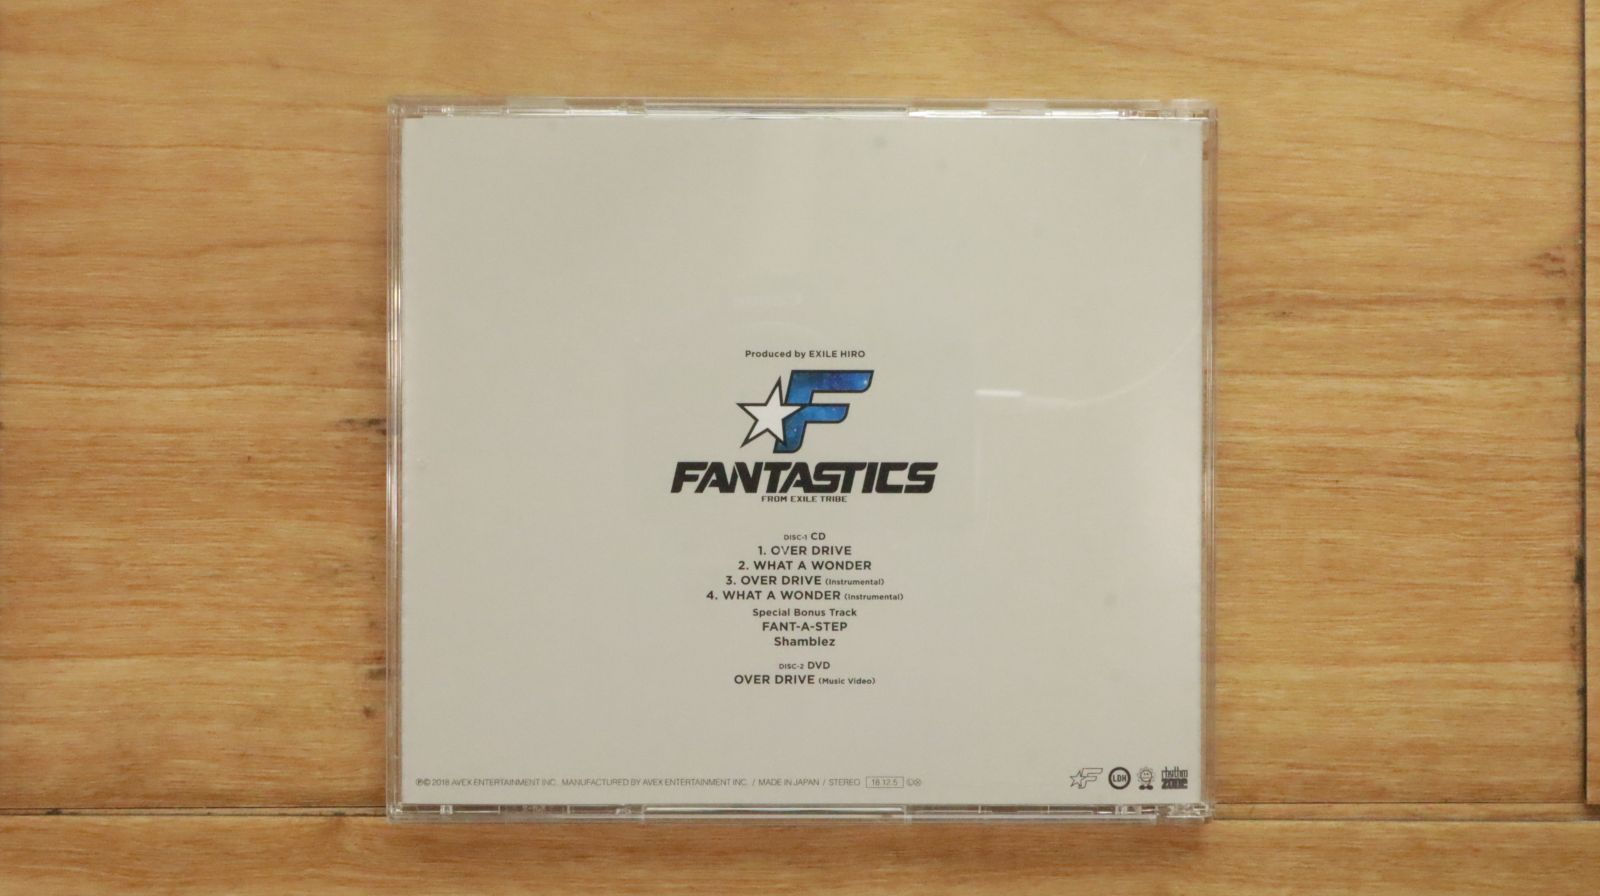 Produced by EXILE HIRO
F
FANTASTICS
FROM EXILE TRIBE
DISC-1 CD
1. OVER DRIVE
2. WHAT A WONDER
3. OVER DRIVE (Instrumental)
4. WHAT A WONDER (Instrumental)
Special Bonus Track
FANT-A-STEP
Shamblez
DISC-2 DVD
OVER DRIVE (Music Video)
℗© 2018 AVEX ENTERTAINMENT INC. MANUFACTURED BY AVEX ENTERTAINMENT INC. / MADE IN JAPAN / STEREO 18.12.5
F LDH rhythm
zone